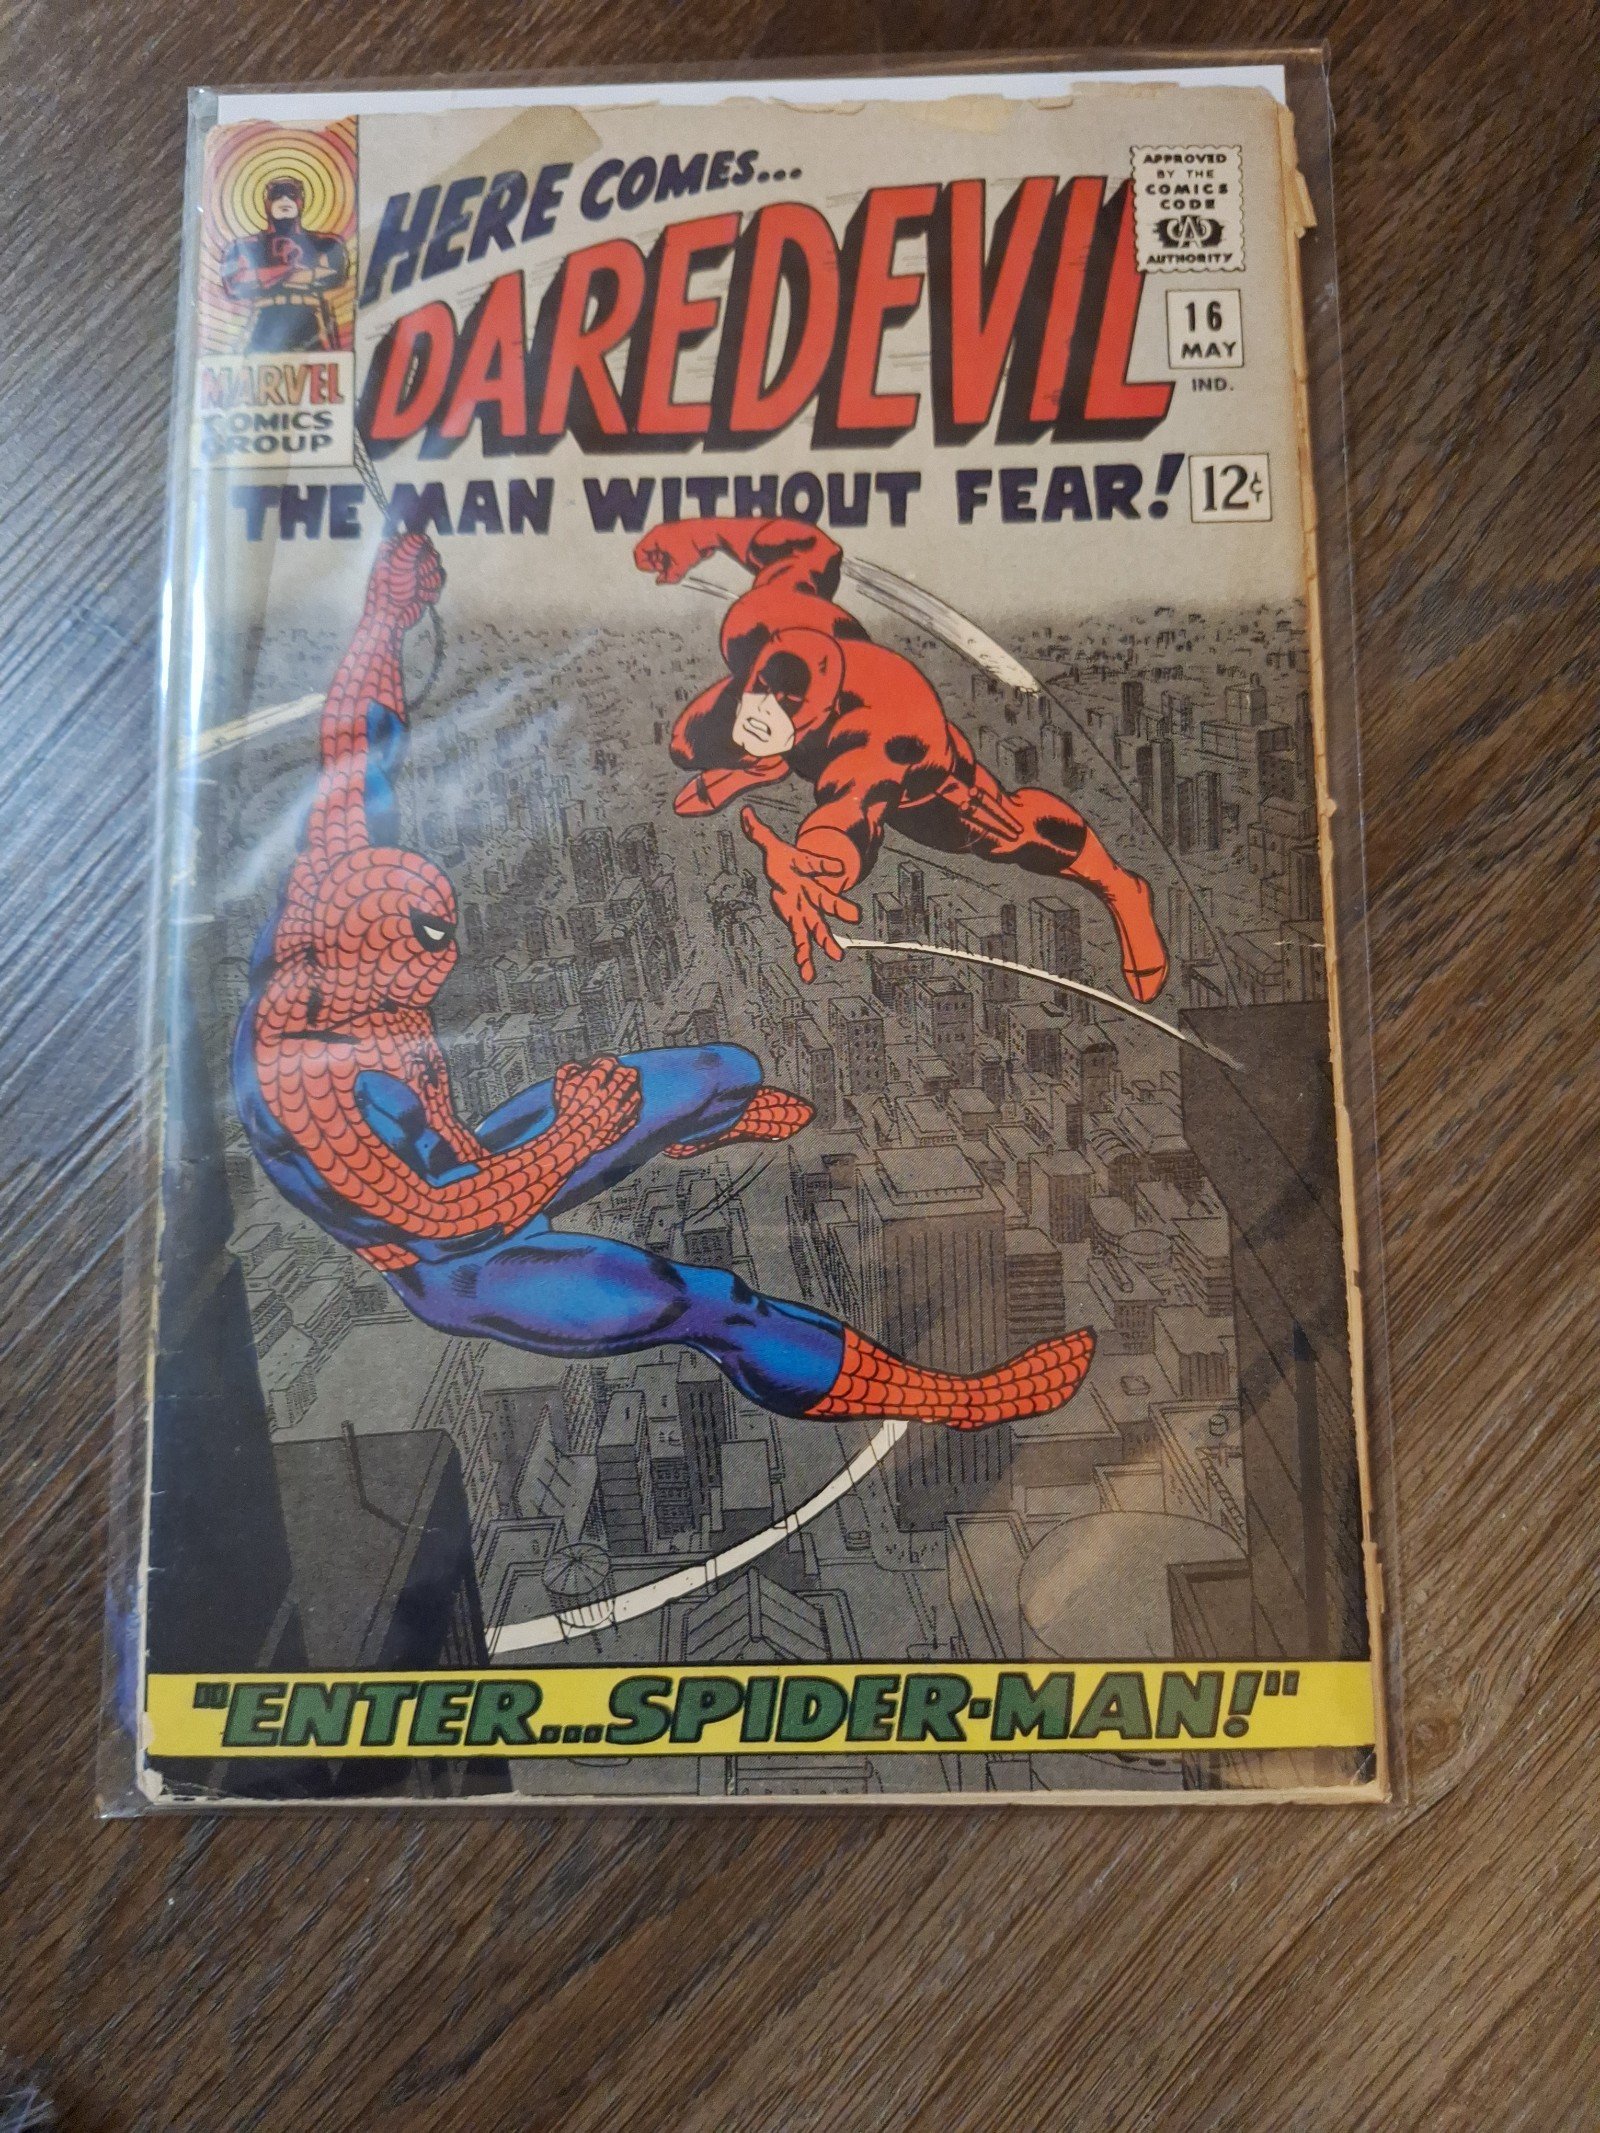 HERE COMES...
DAREDEVIL
THE MAN WITHOUT FEAR!
MARVEL
COMICS
GROUP
APPROVED
BY THE
COMICS
CODE
CA
AUTHORITY
16
MAY
IND.
12¢
DD
"ENTER...SPIDER-MAN!"